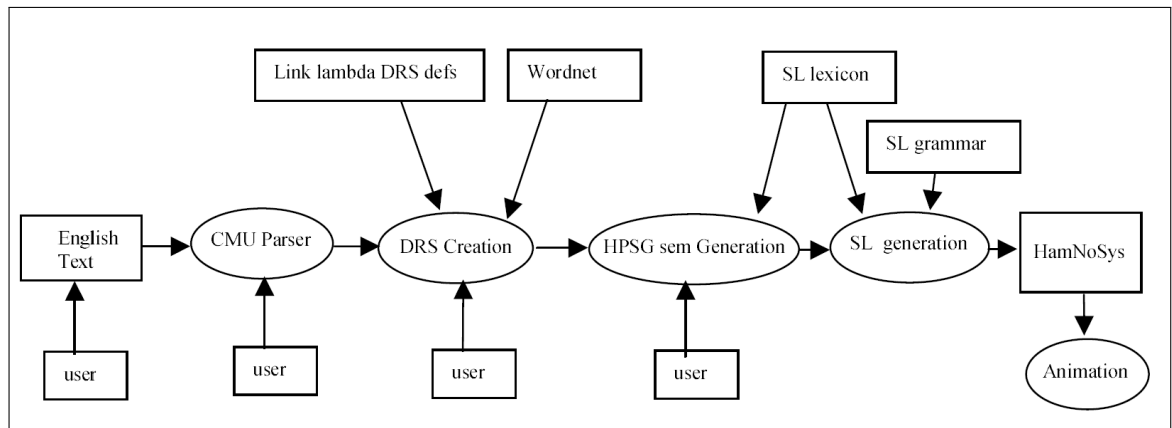 Link lambda DRS defs
Wordnet
SL lexicon
SL grammar
English
Text
CMU Parser
DRS Creation
HPSG sem Generation
SL generation
HamNoSys
user
user
user
user
Animation